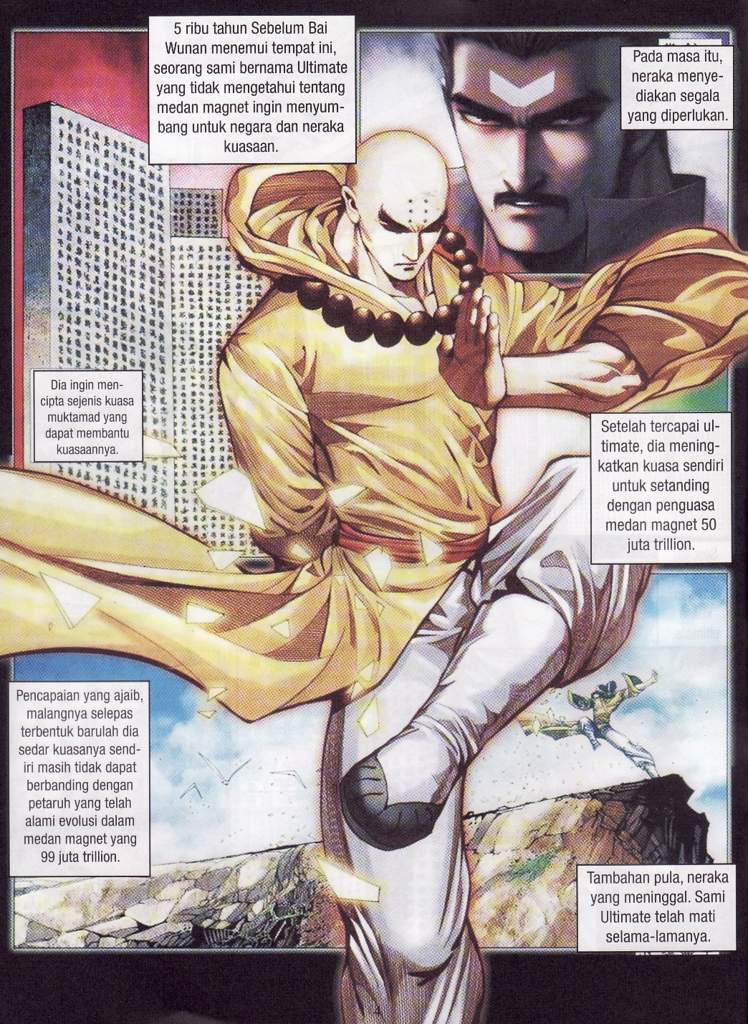 5 ribu tahun Sebelum Bai
Wunan menemui tempat ini,
seorang sami bernama Ultimate
yang tidak mengetahui tentang
medan magnet ingin menyum-
bang untuk negara dan neraka
kuasaan.
Pada masa itu,
neraka menye-
diakan segala
yang diperlukan.
Dia ingin men-
cipta sejenis kuasa
muktamad yang
dapat membantu
kuasaannya.
Setelah tercapai ul-
timate, dia mening-
katkan kuasa sendiri
untuk setanding
dengan penguasa
medan magnet 50
juta trillion.
Pencapaian yang ajaib,
malangnya selepas
terbentuk barulah dia
sedar kuasanya send-
iri masih tidak dapat
berbanding dengan
petaruh yang telah
alami evolusi dalam
medan magnet yang
99 juta trillion.
Tambahan pula, neraka
yang meninggal. Sami
Ultimate telah mati
selama-lamanya.